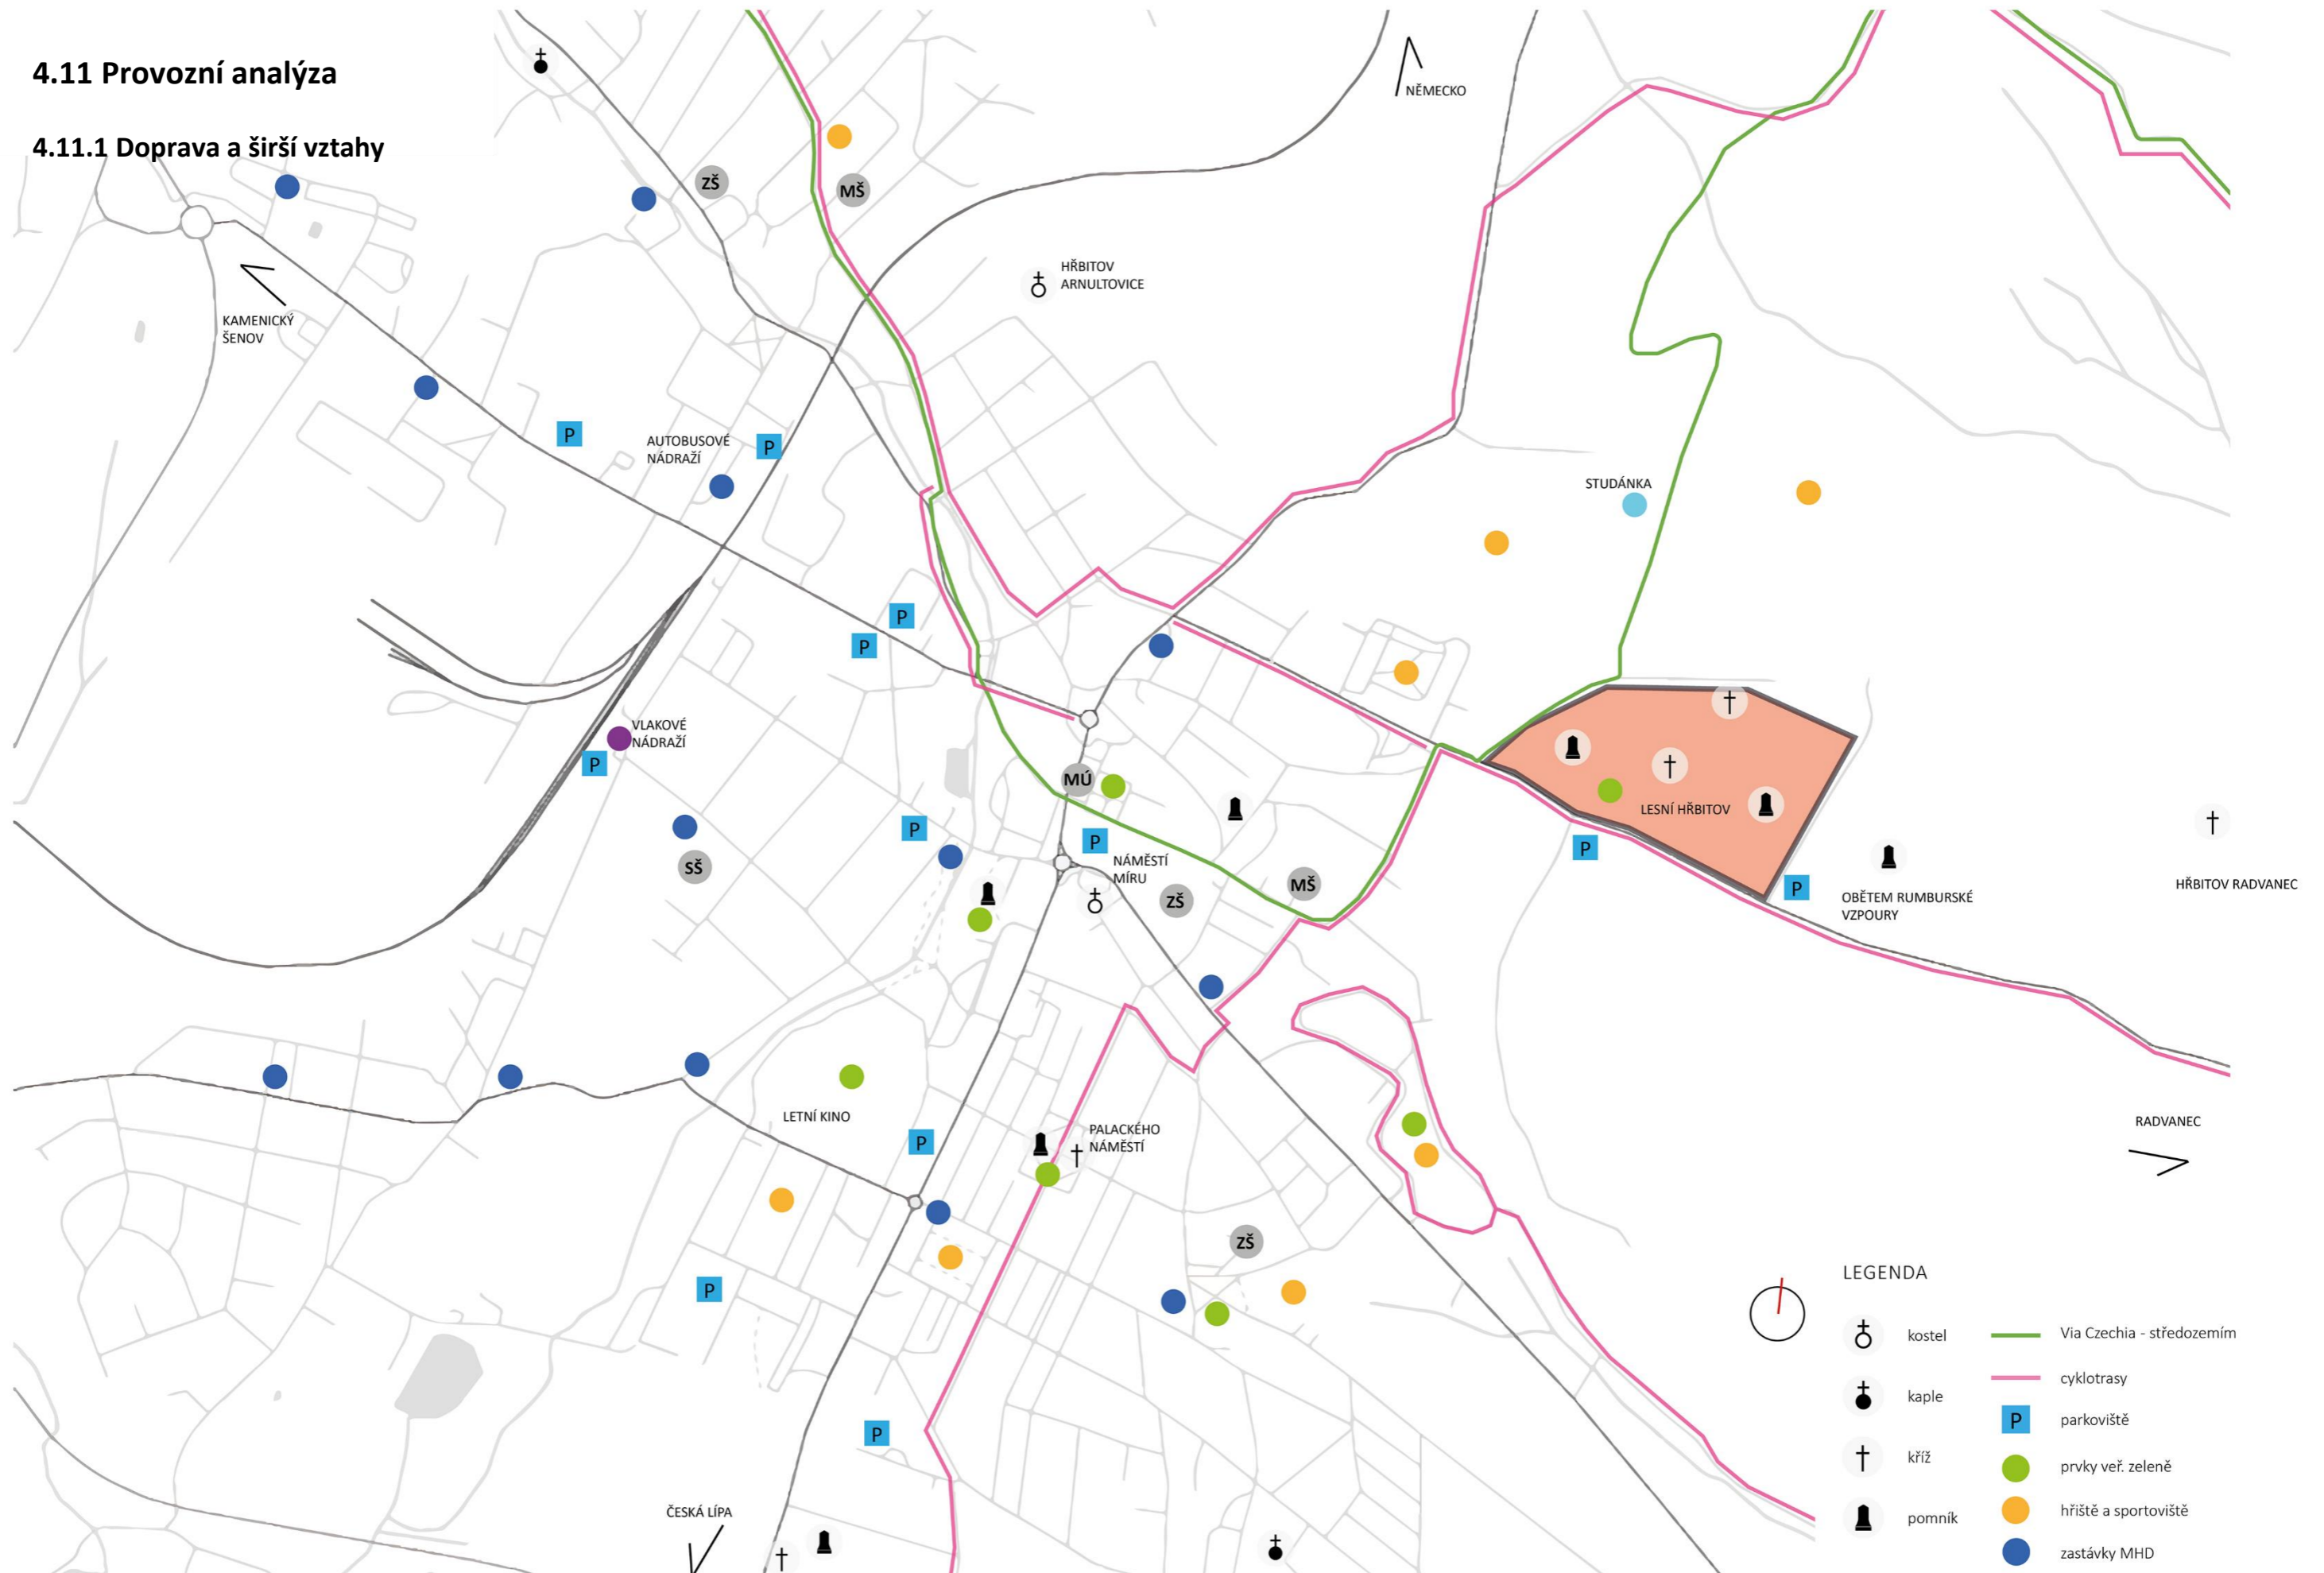 4.11 Provozní analýza
4.11.1 Doprava a širší vztahy
NĚMECKO
ZŠ
MŠ
HŘBITOV
ARNULTOVICE
KAMENICKÝ
ŠENOV
P
AUTOBUSOVÉ
NÁDRAŽÍ
P
STUDÁNKA
P
P
VLAKOVÉ
NÁDRAŽÍ
P
MÚ
LESNÍ HŘBITOV
P
P
P
NÁMĚSTÍ
MÍRU
SŠ
MŠ
ZŠ
P
OBĚTEM RUMBURSKÉ
VZPOURY
HŘBITOV RADVANEC
LETNÍ KINO
P
PALACKÉHO
NÁMĚSTÍ
RADVANEC
ZŠ
P
P
ČESKÁ LÍPA
LEGENDA
kostel
Via Czechia - středozemím
kaple
cyklotrasy
P
parkoviště
kříž
prvky veř. zeleně
pomník
hřiště a sportoviště
zastávky MHD